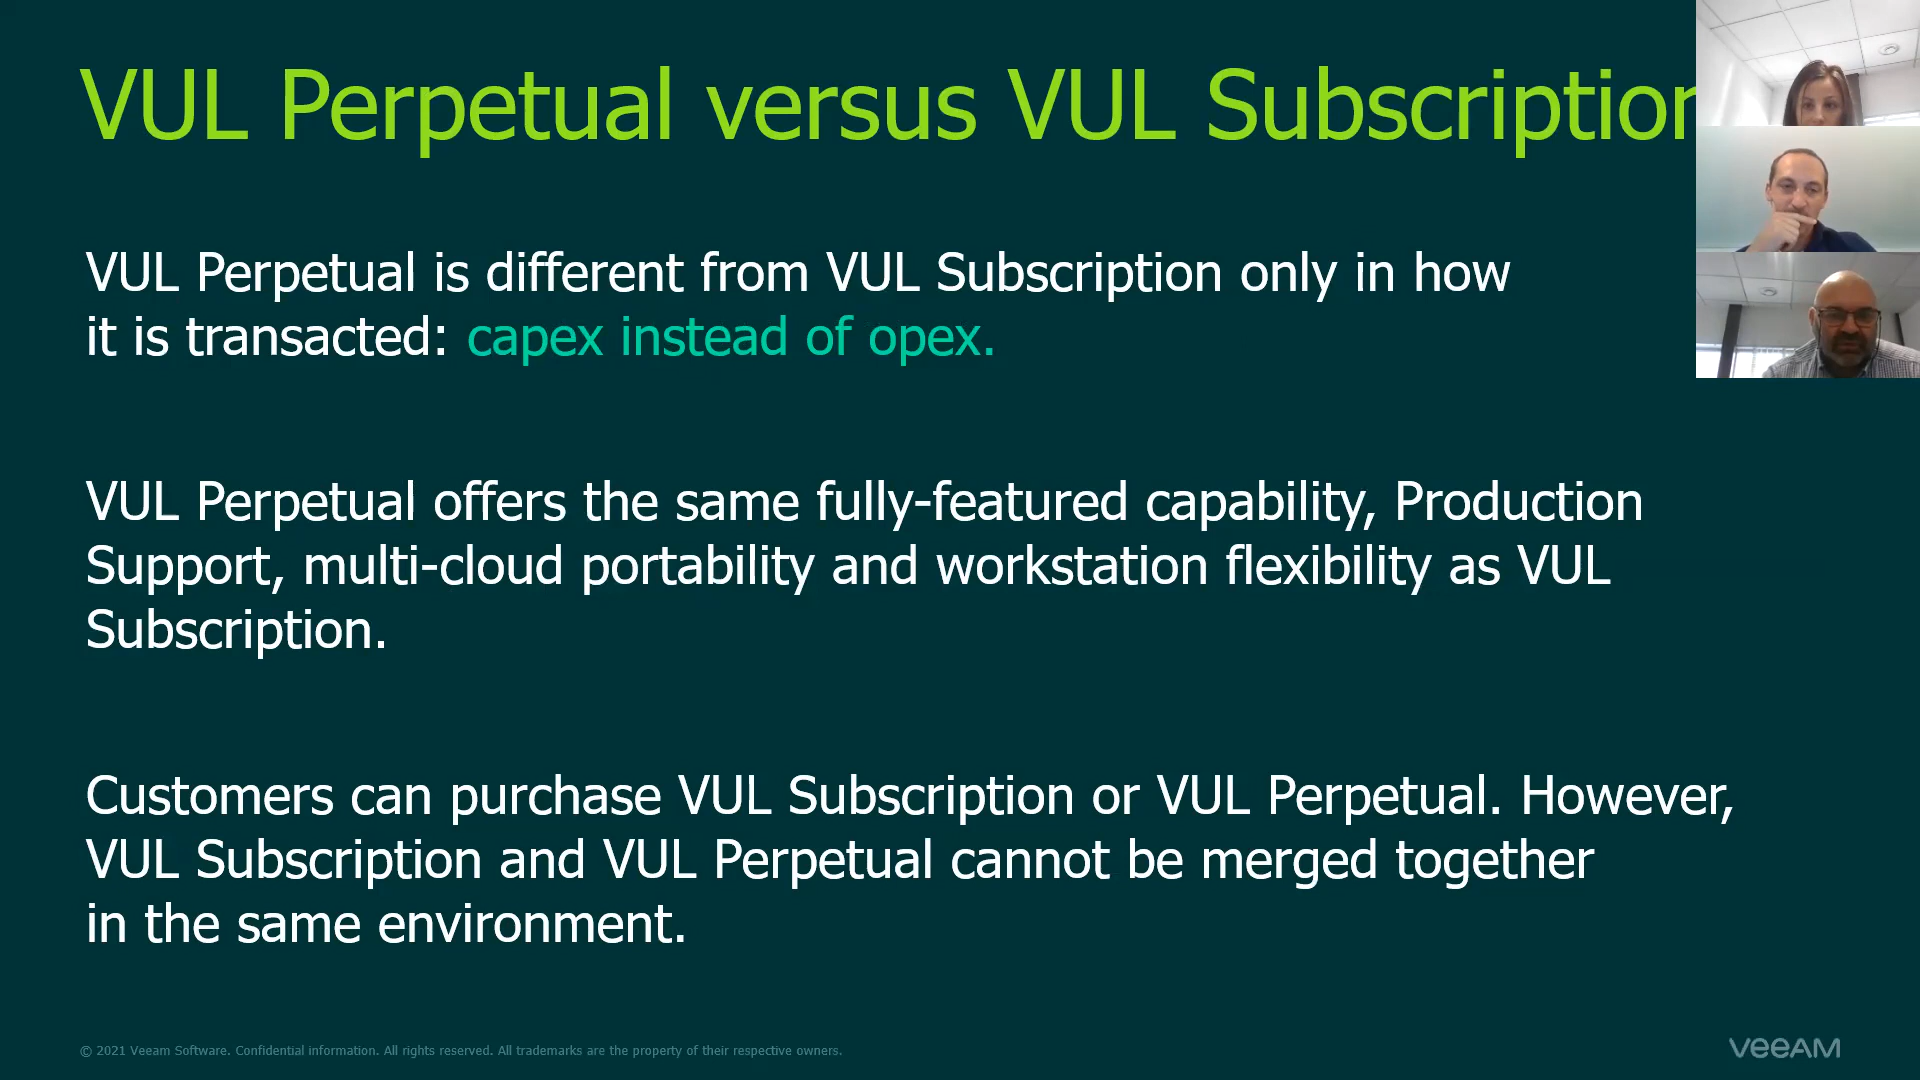 VUL Perpetual versus VUL Subscription
VUL Perpetual is different from VUL Subscription only in how
it is transacted: capex instead of opex.
VUL Perpetual offers the same fully-featured capability, Production
Support, multi-cloud portability and workstation flexibility as VUL
Subscription.
Customers can purchase VUL Subscription or VUL Perpetual. However,
VUL Subscription and VUL Perpetual cannot be merged together
in the same environment.
© 2021 Veeam Software. Confidential information. All rights reserved. All trademarks are the property of their respective owners.
veeAM